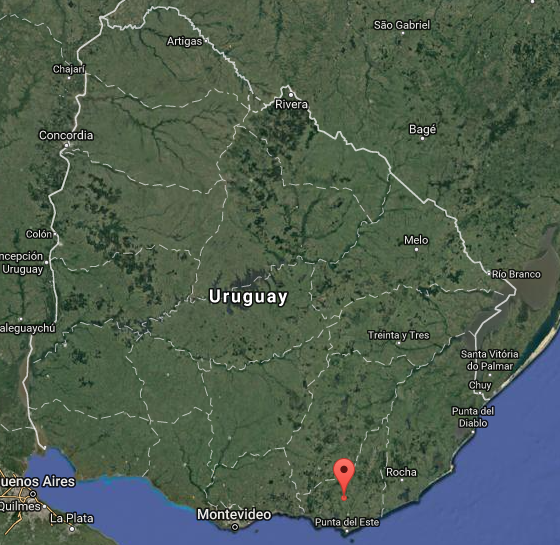 São Gabriel
Artigas
Chajarí
Rivera
Bagé
Concordia
Colón
Melo
ncepción
Uruguay
Río Branco
Uruguay
aleguaychú
Treinta y Tres
Santa Vitória
do Palmar
Chuy
Punta del
Diablo
Rocha
uenos Aires
Quilmes
La Plata
Montevideo
Punta del Este